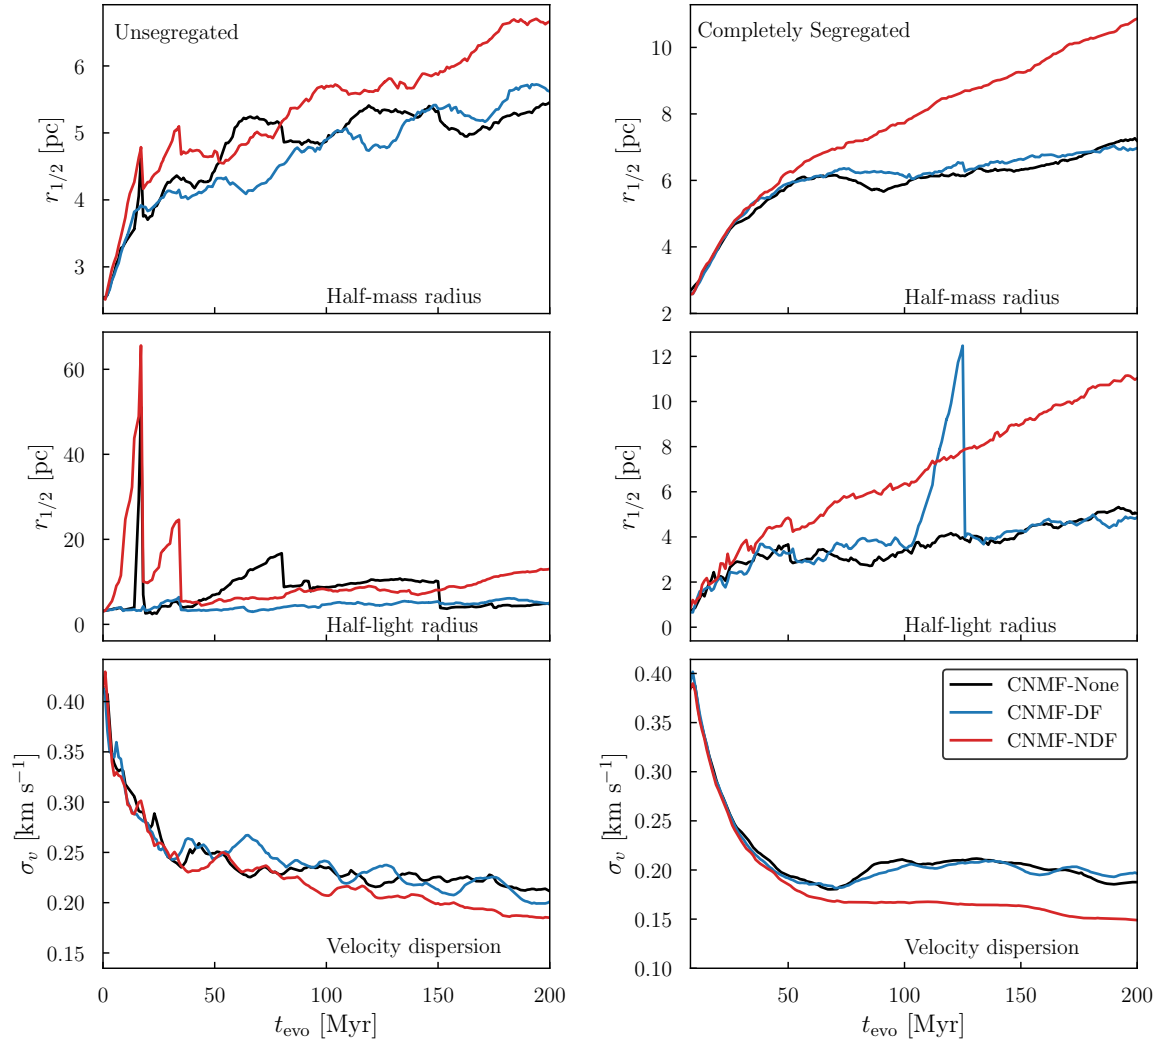 Unsegregated
r1/2 [pc]
6
5
4
3
Half-mass radius
Completely Segregated
r1/2 [pc]
10
8
6
4
2
Half-mass radius
r1/2 [pc]
60
40
20
0
Half-light radius
r1/2 [pc]
12
10
8
6
4
2
0
Half-light radius
σv [km s−1]
0.40
0.35
0.30
0.25
0.20
0.15
Velocity dispersion
0 50 100 150 200
tevo [Myr]
σv [km s−1]
0.40
0.35
0.30
0.25
0.20
0.15
0.10
CNMF-None
CNMF-DF
CNMF-NDF
Velocity dispersion
50 100 150 200
tevo [Myr]